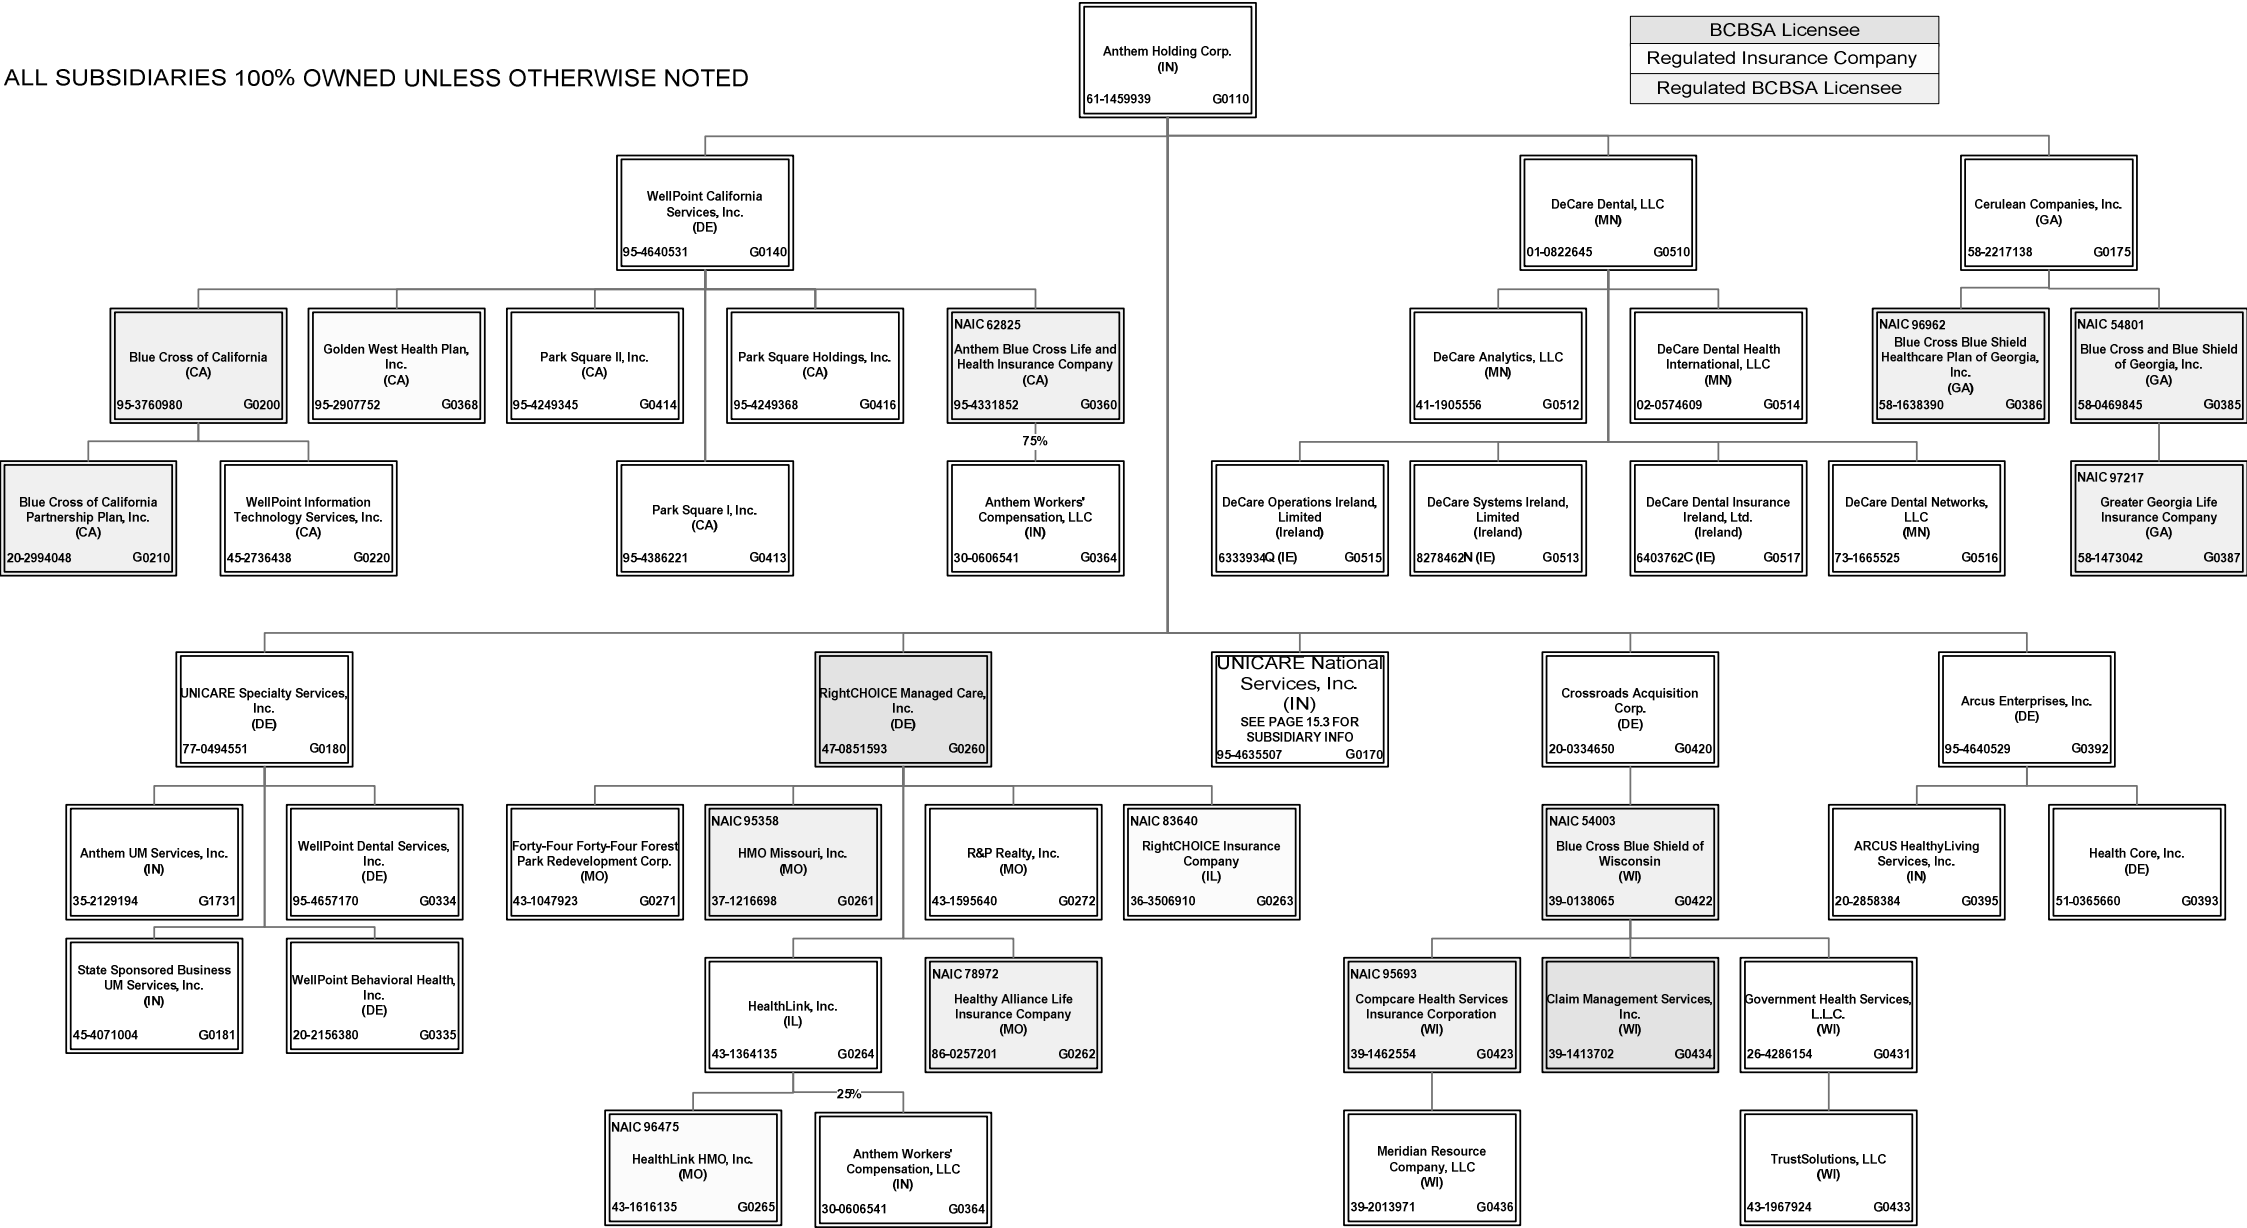 Anthem Holding Corp.
(IN)
61-1459939 G0110
BCBSA Licensee
Regulated Insurance Company
Regulated BCBSA Licensee
ALL SUBSIDIARIES 100% OWNED UNLESS OTHERWISE NOTED
WellPoint California
Services, Inc.
(DE)
95-4640531 G0140
DeCare Dental, LLC
(MN)
01-0822645 G0510
Cerulean Companies, Inc.
(GA)
58-2217138 G0175
Blue Cross of California
(CA)
95-3760980 G0200
Golden West Health Plan,
Inc.
(CA)
95-2907752 G0368
Park Square II, Inc.
(CA)
95-4249345 G0414
Park Square Holdings, Inc.
(CA)
95-4249368 G0416
NAIC 62825
Anthem Blue Cross Life and
Health Insurance Company
(CA)
95-4331852 G0360
DeCare Analytics, LLC
(MN)
41-1905556 G0512
DeCare Dental Health
International, LLC
(MN)
02-0574609 G0514
NAIC 96962
Blue Cross Blue Shield
Healthcare Plan of Georgia,
Inc.
(GA)
58-1638390 G0386
NAIC 54801
Blue Cross and Blue Shield
of Georgia, Inc.
(GA)
58-0469845 G0385
75%
Blue Cross of California
Partnership Plan, Inc.
(CA)
20-2994048 G0210
WellPoint Information
Technology Services, Inc.
(CA)
45-2736438 G0220
Park Square I, Inc.
(CA)
95-4386221 G0413
Anthem Workers'
Compensation, LLC
(IN)
30-0606541 G0364
DeCare Operations Ireland,
Limited
(Ireland)
6333934Q (IE) G0515
DeCare Systems Ireland,
Limited
(Ireland)
8278462N (IE) G0513
DeCare Dental Insurance
Ireland, Ltd.
(Ireland)
6403762C (IE) G0517
DeCare Dental Networks,
LLC
(MN)
73-1665525 G0516
NAIC 97217
Greater Georgia Life
Insurance Company
(GA)
58-1473042 G0387
UNICARE Specialty Services,
Inc.
(DE)
77-0494551 G0180
RightCHOICE Managed Care,
Inc.
(DE)
47-0851593 G0260
UNICARE National
Services, Inc.
(IN)
SEE PAGE 15.3 FOR
SUBSIDIARY INFO
95-4635507 G0170
Crossroads Acquisition
Corp.
(DE)
20-0334650 G0420
Arcus Enterprises, Inc.
(DE)
95-4640529 G0392
Anthem UM Services, Inc.
(IN)
35-2129194 G1731
WellPoint Dental Services,
Inc.
(DE)
95-4657170 G0334
Forty-Four Forty-Four Forest
Park Redevelopment Corp.
(MO)
43-1047923 G0271
NAIC 95358
HMO Missouri, Inc.
(MO)
37-1216698 G0261
R&P Realty, Inc.
(MO)
43-1595640 G0272
NAIC 83640
RightCHOICE Insurance
Company
(IL)
36-3506910 G0263
NAIC 54003
Blue Cross Blue Shield of
Wisconsin
(WI)
39-0138065 G0422
ARCUS HealthyLiving
Services, Inc.
(IN)
20-2858384 G0395
Health Core, Inc.
(DE)
51-0365660 G0393
State Sponsored Business
UM Services, Inc.
(IN)
45-4071004 G0181
WellPoint Behavioral Health,
Inc.
(DE)
20-2156380 G0335
HealthLink, Inc.
(IL)
43-1364135 G0264
NAIC 78972
Healthy Alliance Life
Insurance Company
(MO)
86-0257201 G0262
NAIC 95693
Compcare Health Services
Insurance Corporation
(WI)
39-1462554 G0423
Claim Management Services,
Inc.
(WI)
39-1413702 G0434
Government Health Services,
L.L.C.
(WI)
26-4286154 G0431
25%
NAIC 96475
HealthLink HMO, Inc.
(MO)
43-1616135 G0265
Anthem Workers'
Compensation, LLC
(IN)
30-0606541 G0364
Meridian Resource
Company, LLC
(WI)
39-2013971 G0436
TrustSolutions, LLC
(WI)
43-1967924 G0433